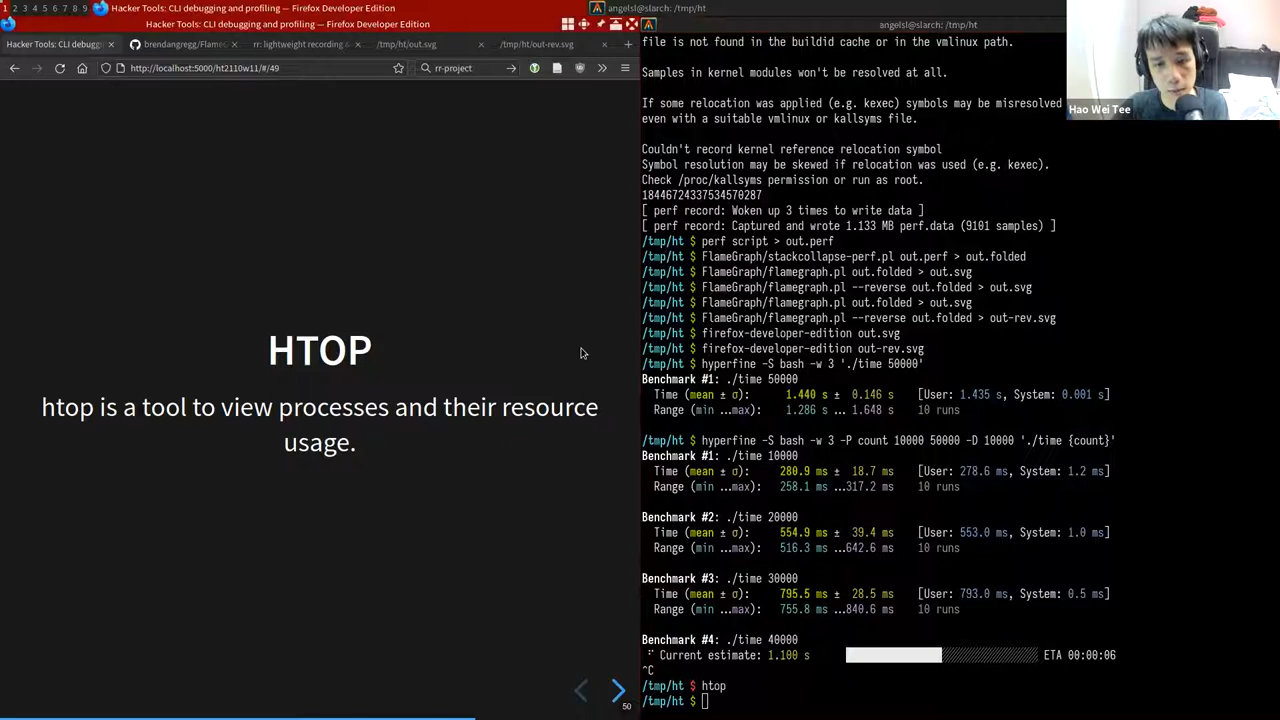 1 2 3 4 5 6 7 8 9
Hacker Tools: CLI debugging and profiling — Firefox Developer Edition
Hacker Tools: CLI debugging and profiling — Firefox Developer Edition
angelsl@slarch: /tmp/ht
angelsl@slarch: /tmp/ht
Hacker Tools: CLI debugg
brendangregg/Flame
rr: lightweight recording &
/tmp/ht/out.svg
/tmp/ht/out-rev.svg
http://localhost:5000/ht2110w11/#/49
rr-project
HTOP
htop is a tool to view processes and their resource
usage.
50
file is not found in the buildid cache or in the vmlinux path.
Samples in kernel modules won't be resolved at all.
If some relocation was applied (e.g. kexec) symbols may be misresolved
even with a suitable vmlinux or kallsyms file.
Couldn't record kernel reference relocation symbol
Symbol resolution may be skewed if relocation was used (e.g. kexec).
Check /proc/kallsyms permission or run as root.
18446724337534570287
[ perf record: Woken up 3 times to write data ]
[ perf record: Captured and wrote 1.133 MB perf.data (9101 samples) ]
/tmp/ht $ perf script > out.perf
/tmp/ht $ FlameGraph/stackcollapse-perf.pl out.perf > out.folded
/tmp/ht $ FlameGraph/flamegraph.pl out.folded > out.svg
/tmp/ht $ FlameGraph/flamegraph.pl --reverse out.folded > out.svg
/tmp/ht $ FlameGraph/flamegraph.pl out.folded > out.svg
/tmp/ht $ FlameGraph/flamegraph.pl --reverse out.folded > out-rev.svg
/tmp/ht $ firefox-developer-edition out.svg
/tmp/ht $ firefox-developer-edition out-rev.svg
/tmp/ht $ hyperfine -S bash -w 3 './time 50000'
Benchmark #1: ./time 50000
Time (mean ± σ): 1.440 s ± 0.146 s [User: 1.435 s, System: 0.001 s]
Range (min … max): 1.286 s … 1.648 s 10 runs
/tmp/ht $ hyperfine -S bash -w 3 -P count 10000 50000 -D 10000 './time {count}'
Benchmark #1: ./time 10000
Time (mean ± σ): 280.9 ms ± 18.7 ms [User: 278.6 ms, System: 1.2 ms]
Range (min … max): 258.1 ms … 317.2 ms 10 runs
Benchmark #2: ./time 20000
Time (mean ± σ): 554.9 ms ± 39.4 ms [User: 553.0 ms, System: 1.0 ms]
Range (min … max): 516.3 ms … 642.6 ms 10 runs
Benchmark #3: ./time 30000
Time (mean ± σ): 795.5 ms ± 28.5 ms [User: 793.0 ms, System: 0.5 ms]
Range (min … max): 755.8 ms … 840.6 ms 10 runs
Benchmark #4: ./time 40000
Current estimate: 1.100 s ETA 00:00:06
^C
/tmp/ht $ htop
/tmp/ht $
Hao Wei Tee